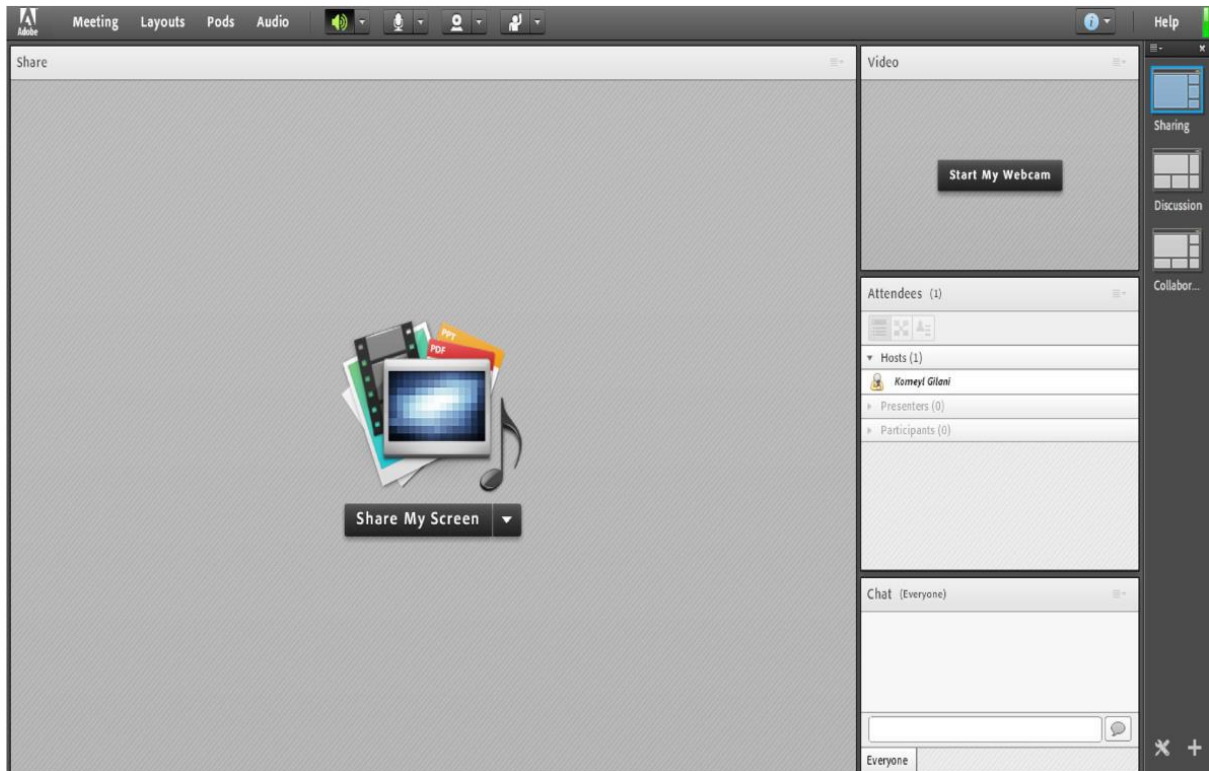 Adobe
Meeting Layouts Pods Audio
Help
Share
Video
Start My Webcam
Sharing
Discussion
Collabor...
Attendees (1)
Hosts (1)
Komeyl Gilani
Presenters (0)
Participants (0)
PPT
PDF
Share My Screen
Chat (Everyone)
Everyone